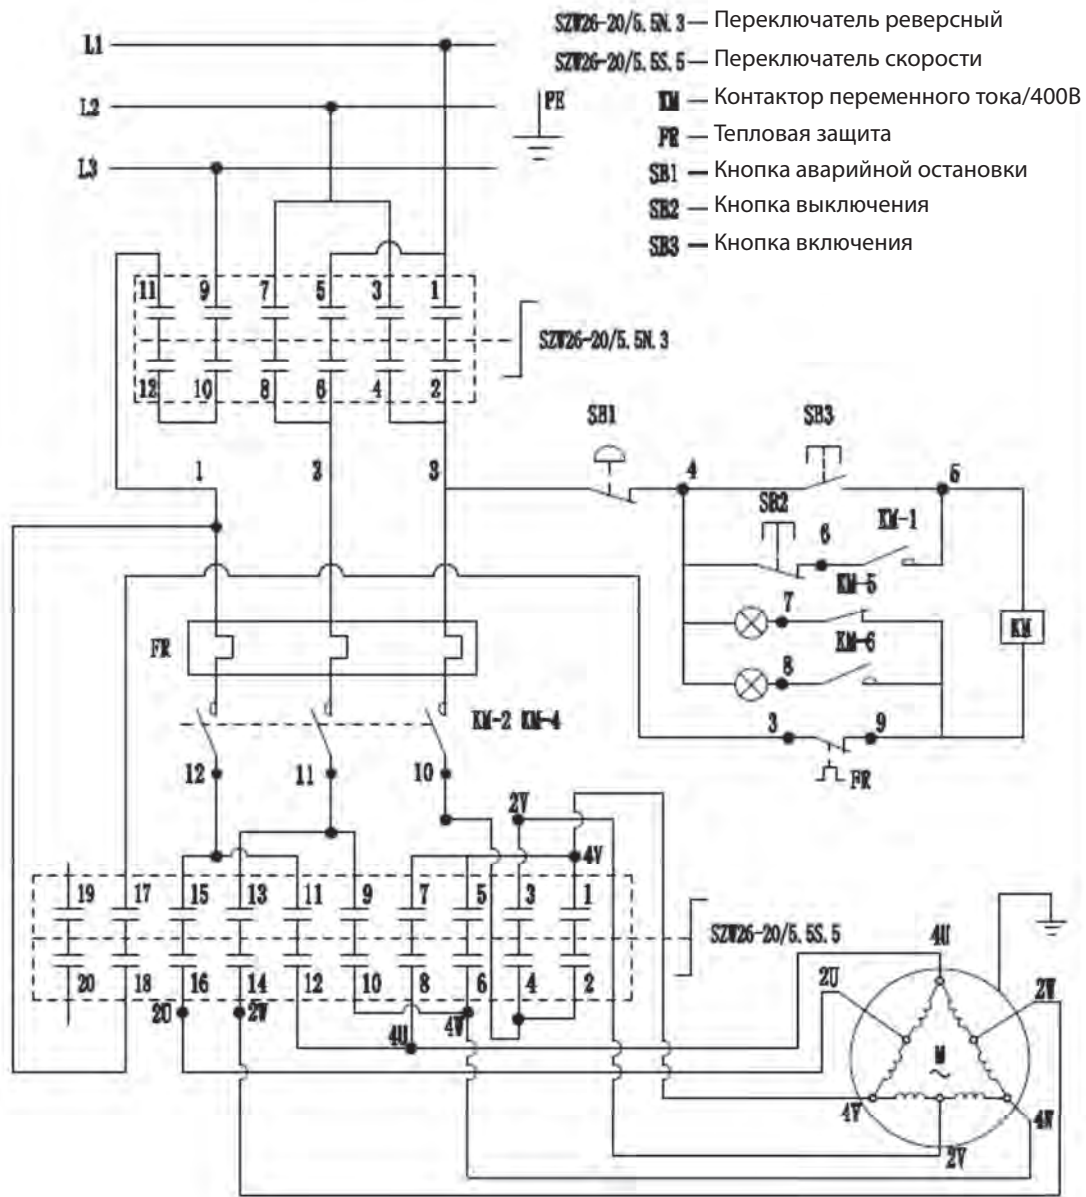 SZW26-20/5.5N.3 — Переключатель реверсный
SZW26-20/5.5S.5 — Переключатель скорости
KM — Контактор переменного тока/400В
FR — Тепловая защита
SB1 — Кнопка аварийной остановки
SB2 — Кнопка выключения
SB3 — Кнопка включения
L1
L2
PE
L3
11 9 7 5 3 1
SZW26-20/5.5N.3
12 10 8 6 4 2
SB1 SB3
1 3
4 5
SB2
6 KM-1
KM-5
7
KM
FR
KM-6
8
KM-2 KM-4
3 9
12 11 10
FR
2V
4V
19 17 15 13 11 9 7 5 3 1
SZW26-20/5.5S.5
20 18 16 14 12 10 8 6 4 2
4U
2U 2W
2U
4U
M
~
4V
2V